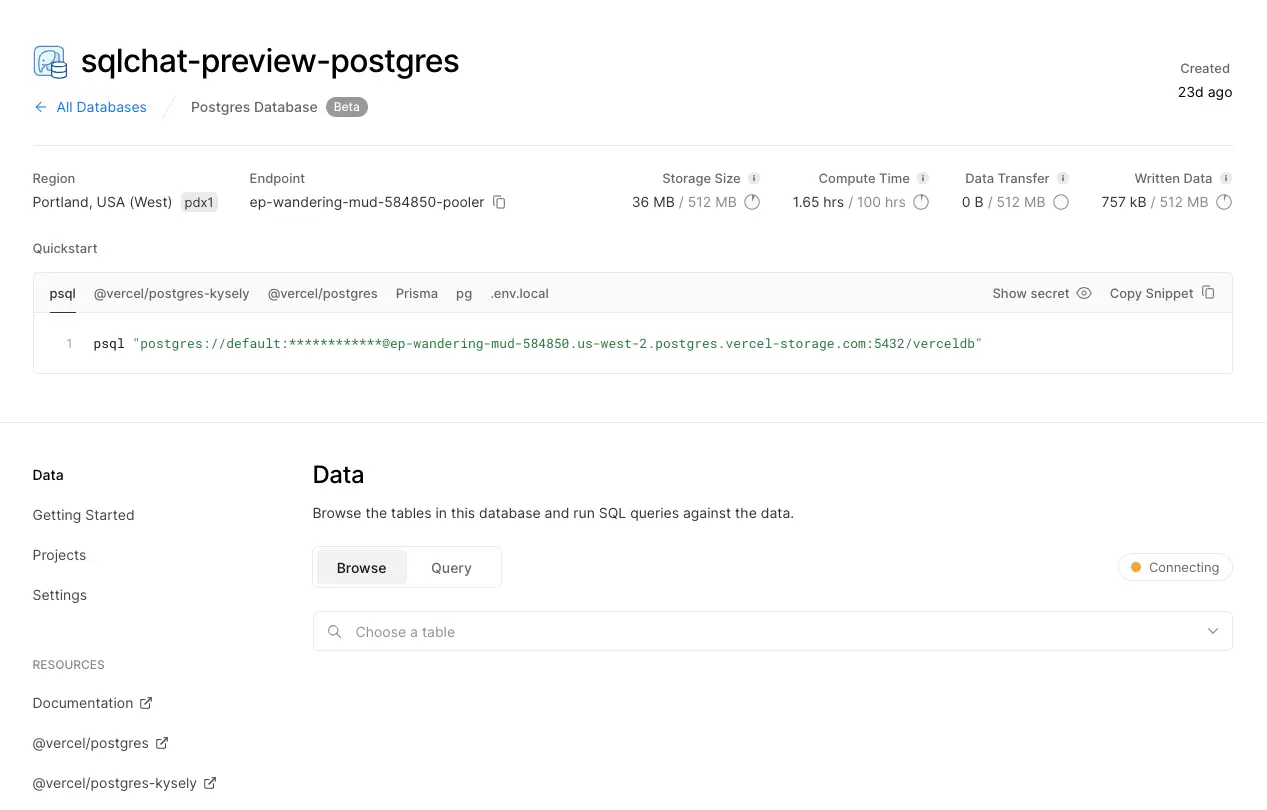 sqlchat-preview-postgres
Created
23d ago
All Databases
Postgres Database Beta
Region
Portland, USA (West) pdx1
Endpoint
ep-wandering-mud-584850-pooler
Storage Size
36 MB / 512 MB
Compute Time
1.65 hrs / 100 hrs
Data Transfer
0 B / 512 MB
Written Data
757 kB / 512 MB
Quickstart
psql @vercel/postgres-kysely @vercel/postgres Prisma pg .env.local Show secret Copy Snippet
1 psql "postgres://default:************@ep-wandering-mud-584850.us-west-2.postgres.vercel-storage.com:5432/verceldb"
Data
Getting Started
Projects
Settings
RESOURCES
Documentation
@vercel/postgres
@vercel/postgres-kysely
Data
Browse the tables in this database and run SQL queries against the data.
Browse Query Connecting
Choose a table